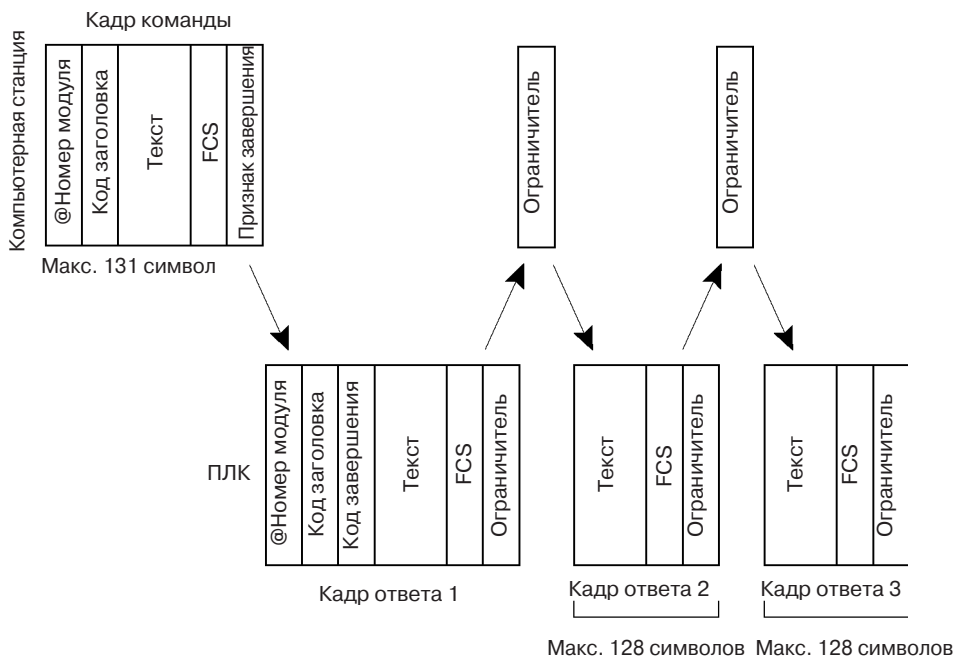 Кадр команды
Компьютерная станция
@Номер модуля
Код заголовка
Текст
FCS
Признак завершения
Ограничитель
Ограничитель
Макс. 131 символ
ПЛК
@Номер модуля
Код заголовка
Код завершения
Текст
FCS
Ограничитель
Текст
FCS
Ограничитель
Текст
FCS
Ограничитель
Кадр ответа 1
Кадр ответа 2
Кадр ответа 3
Макс. 128 символов
Макс. 128 символов